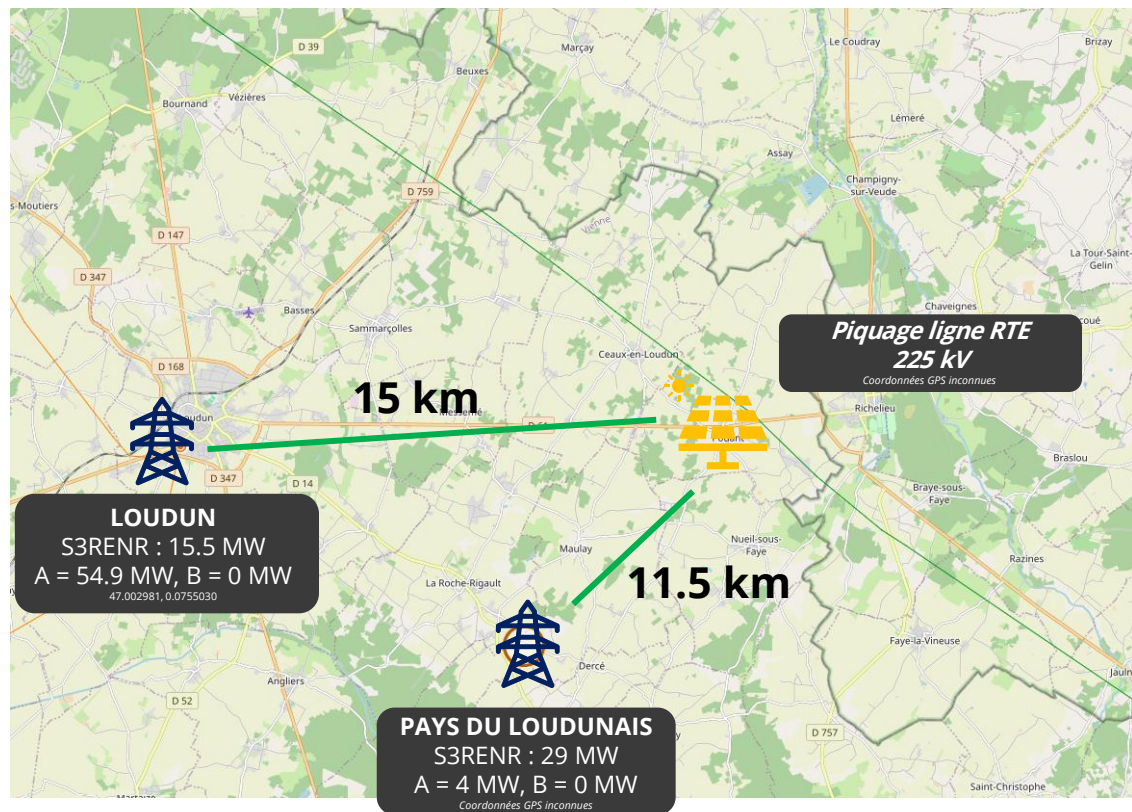 D 39
Marçay
Le Coudray
Brizay
Beuxes
Vézières
Bournand
Léméré
Assay
Champigny-
sur-Veude
D 759
s-Moutiers
D 147
Vienne
La Tour-Saint-
Gelin
D 347
Basses
Sammarçolles
Chaveignes
Piquage ligne RTE
225 kV
Coordonnées GPS inconnues
Ceaux-en-Loudun
D 168
15 km
Richelieu
Messemé
D 61
Braslou
D 347
D 14
Braye-sous-
Faye
LOUDUN
S3RENR : 15.5 MW
A = 54.9 MW, B = 0 MW
47.002981, 0.0755030
Maulay
Nueil-sous-
Faye
Razines
La Roche-Rigault
11.5 km
Faye-la-Vineuse
Dercé
Angliers
D 52
PAYS DU LOUDUNAIS
S3RENR : 29 MW
A = 4 MW, B = 0 MW
Coordonnées GPS inconnues
D 757
Saint-Christophe